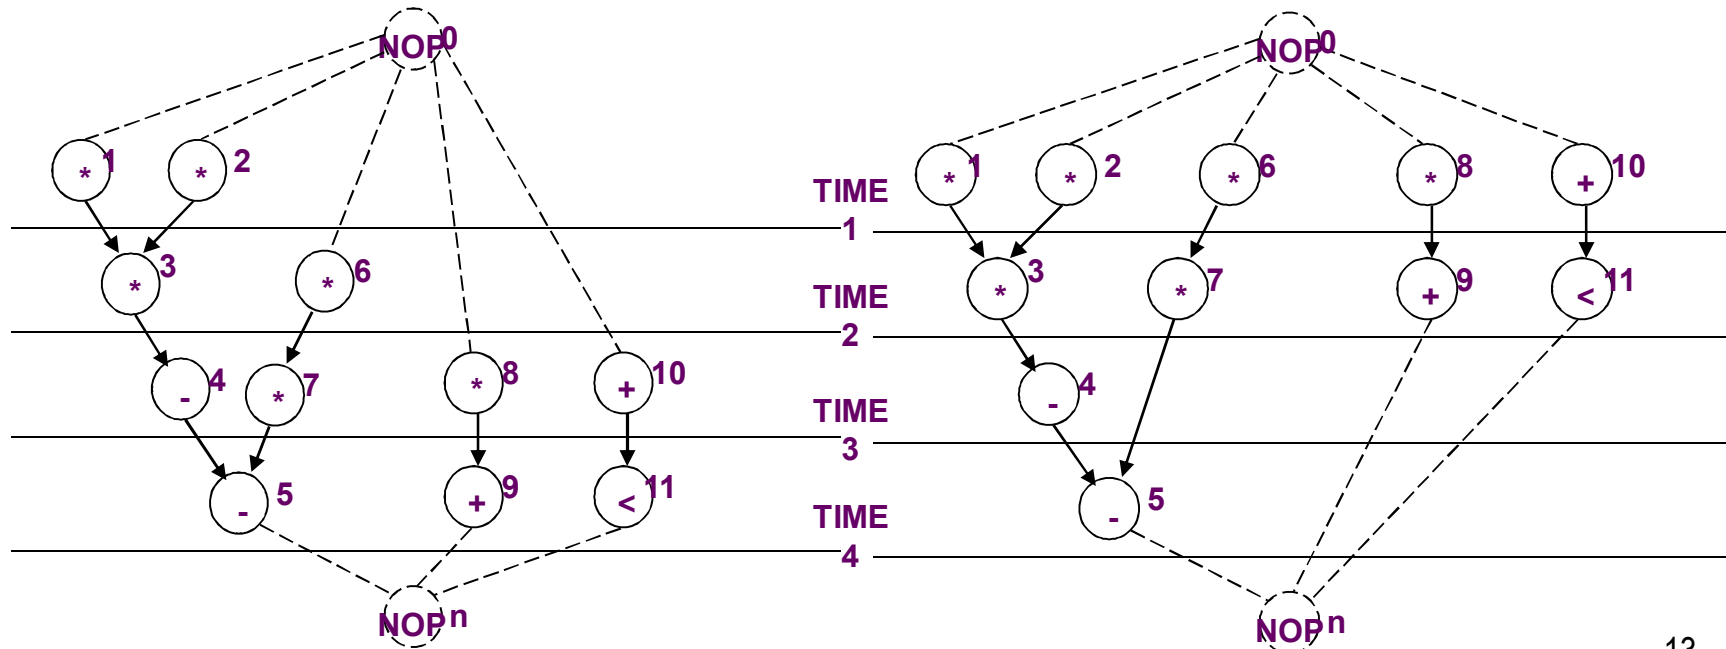 NOP 0
* 1 * 2
* 3 * 6
- 4 * 7 * 8 + 10
- 5 + 9 < 11
NOP n
TIME
1
TIME
2
TIME
3
TIME
4
NOP 0
* 1 * 2 * 6 * 8 + 10
* 3 * 7 + 9 < 11
- 4
- 5
NOP n